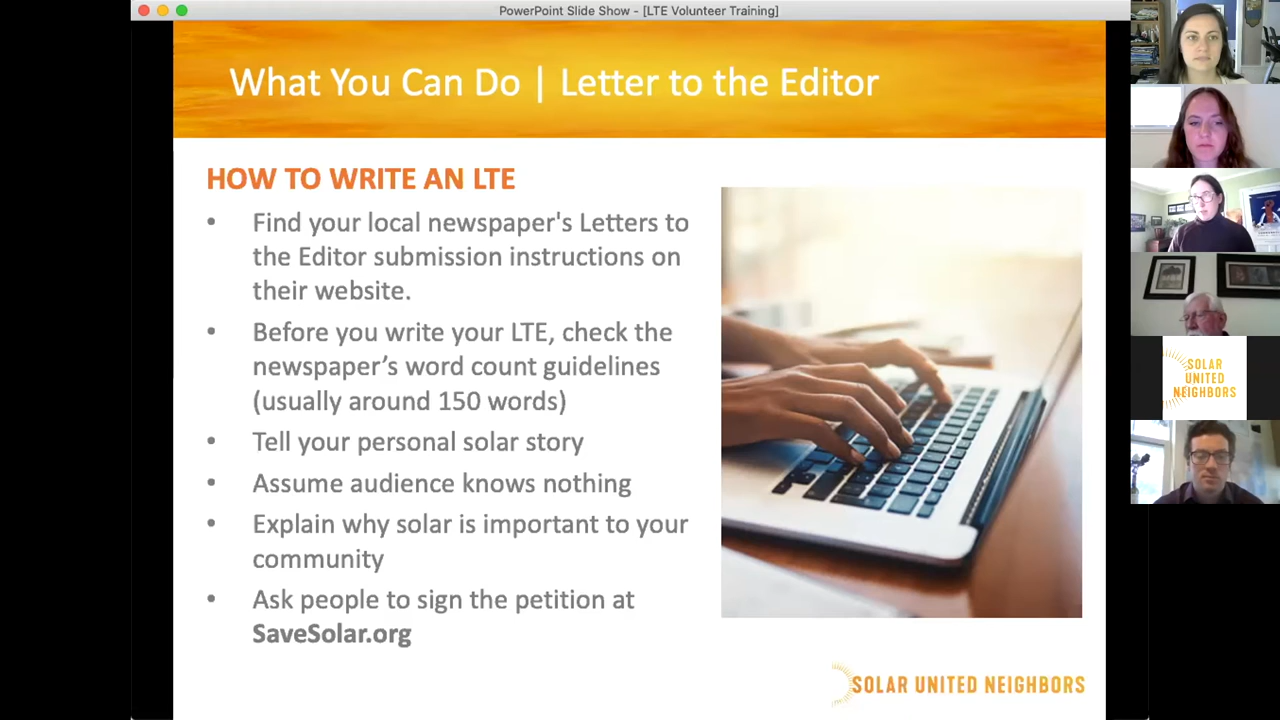 PowerPoint Slide Show - [LTE Volunteer Training]
What You Can Do | Letter to the Editor
HOW TO WRITE AN LTE
• Find your local newspaper's Letters to
the Editor submission instructions on
their website.
• Before you write your LTE, check the
newspaper’s word count guidelines
(usually around 150 words)
• Tell your personal solar story
• Assume audience knows nothing
• Explain why solar is important to your
community
• Ask people to sign the petition at
SaveSolar.org
SOLAR UNITED NEIGHBORS
SOLAR
UNITED
NEIGHBORS